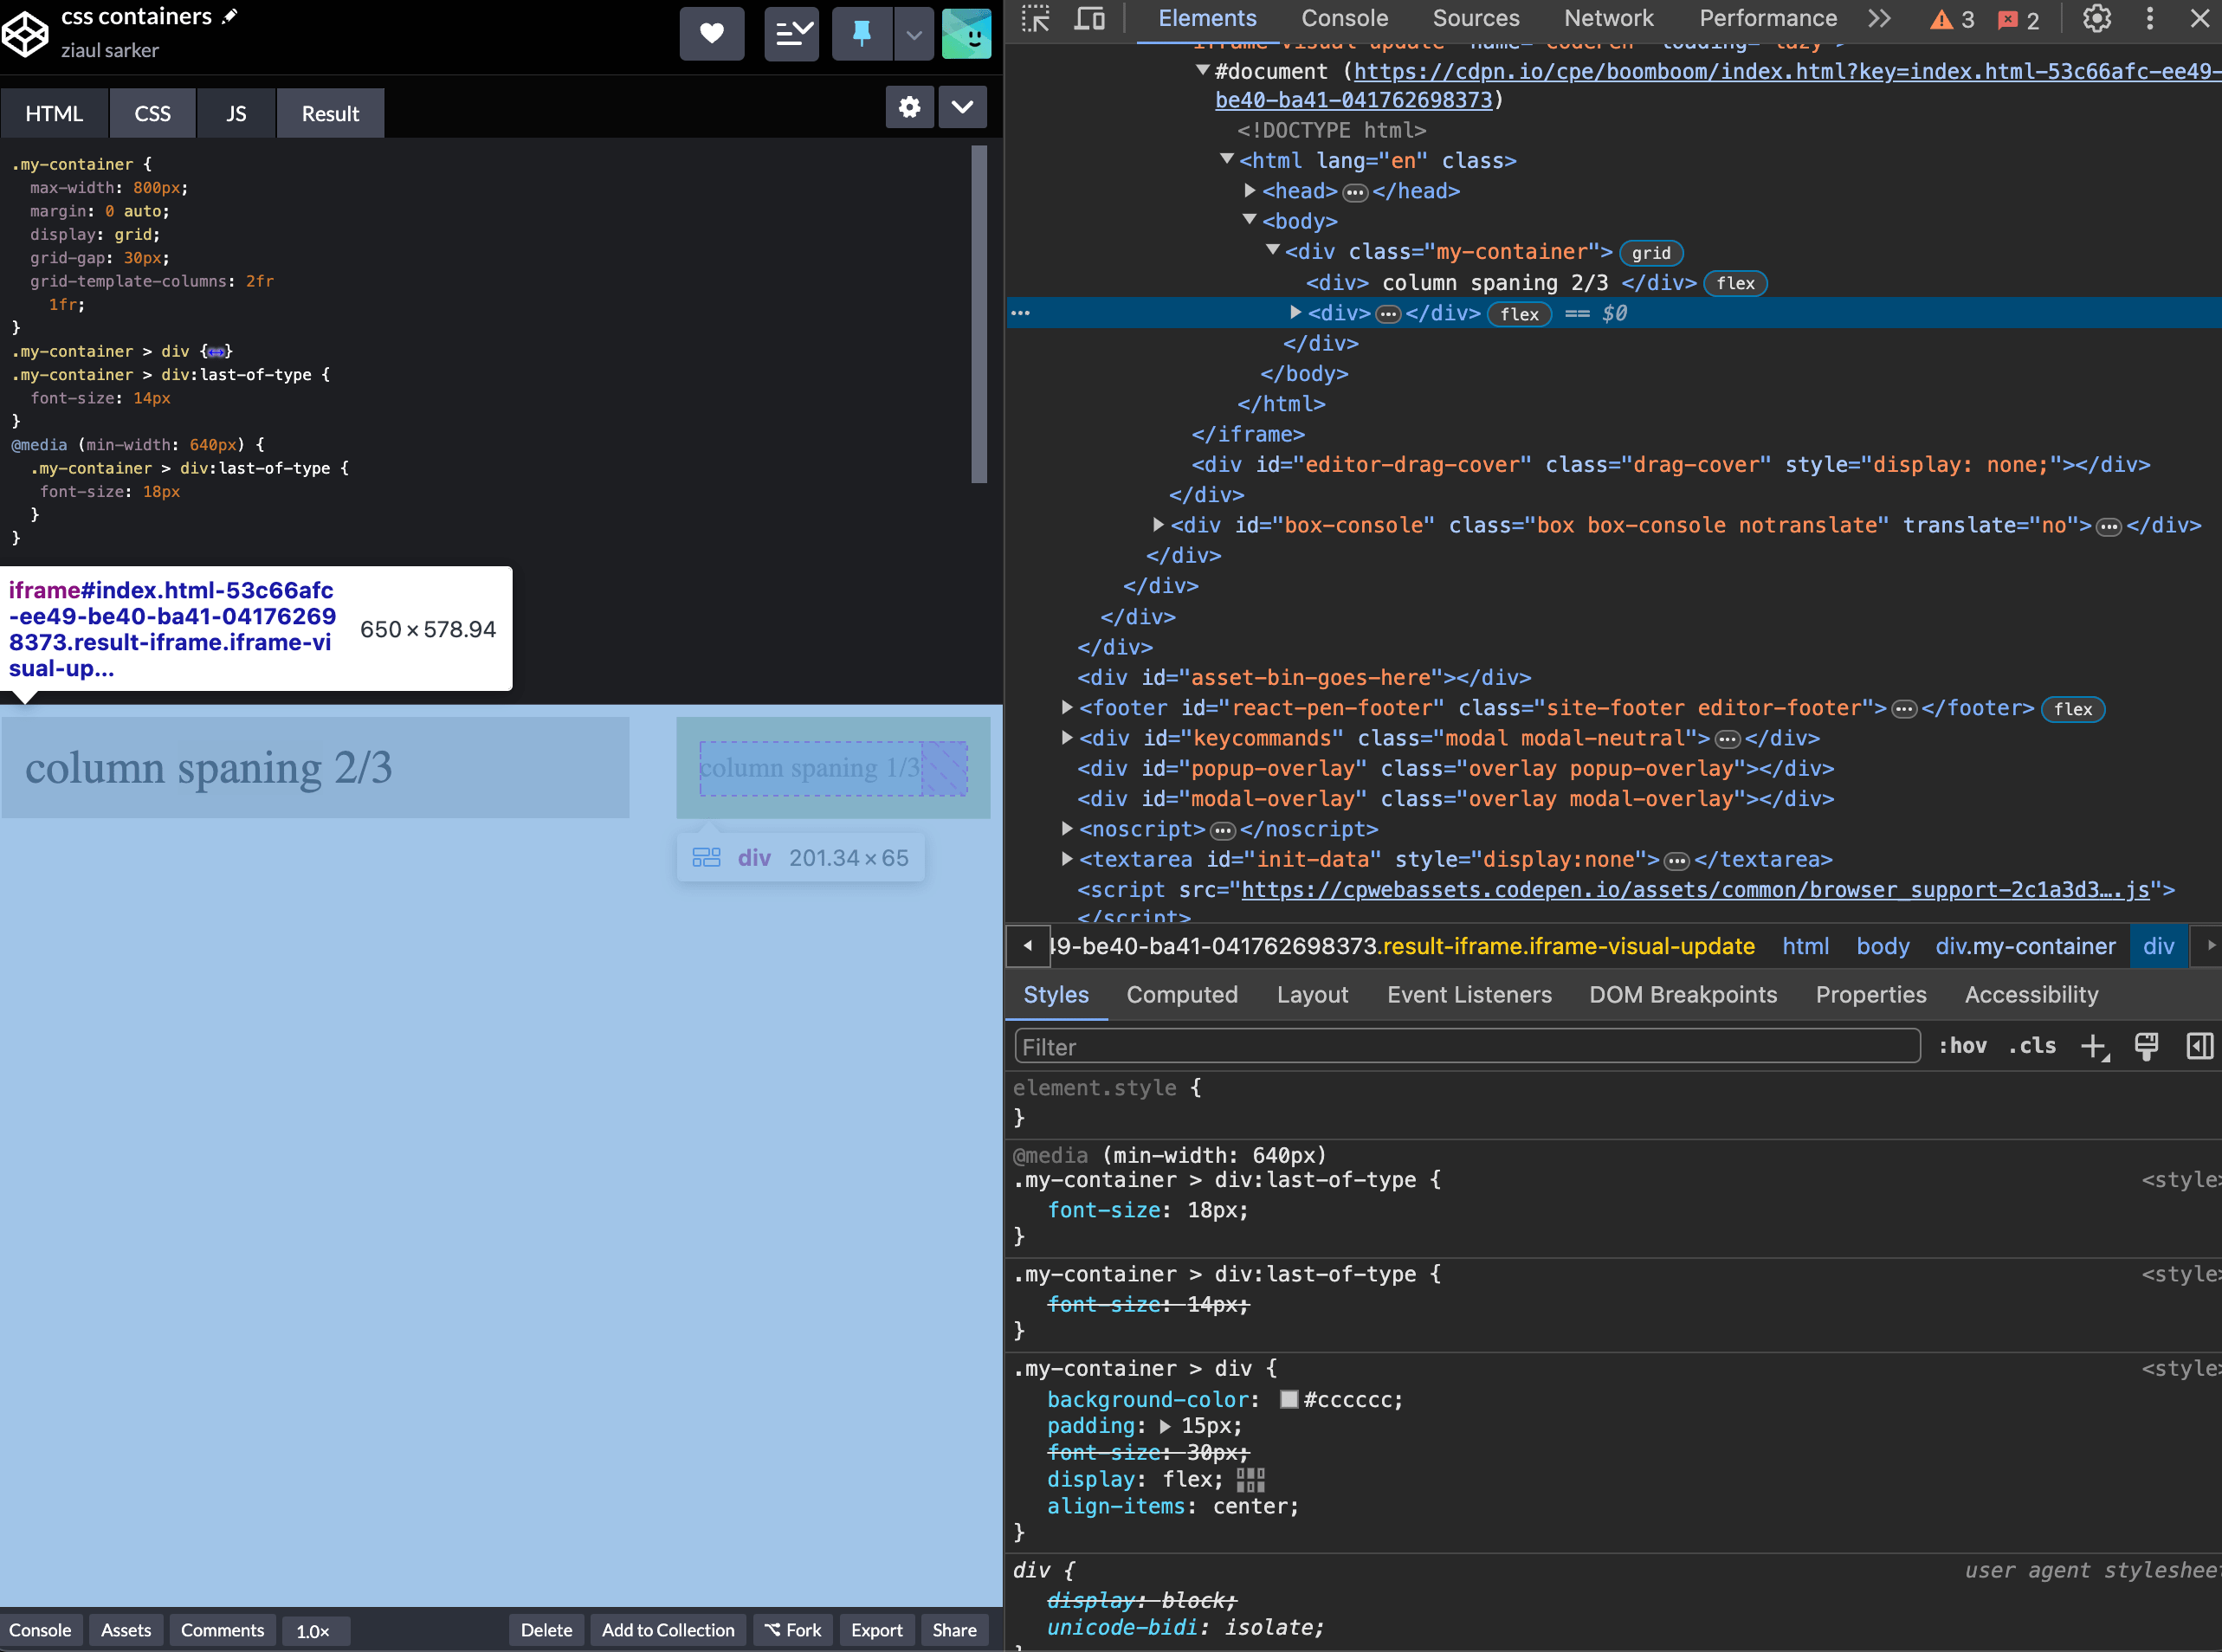 css containers
ziaul sarker
HTML CSS JS Result
.my-container {
max-width: 800px;
margin: 0 auto;
display: grid;
grid-gap: 30px;
grid-template-columns: 2fr
1fr;
}
.my-container > div {↔}
.my-container > div:last-of-type {
font-size: 14px
}
@media (min-width: 640px) {
.my-container > div:last-of-type {
font-size: 18px
}
}
iframe#index.html-53c66afc
-ee49-be40-ba41-04176269
8373.result-iframe.iframe-vi
sual-up...
650 × 578.94
column spaning 2/3
column spaning 1/3
div 201.34 × 65
Console Assets Comments 1.0× Delete Add to Collection Fork Export Share
Elements Console Sources Network Performance 3 2
iframe-visual-update" name="CodePen" loading="lazy">
#document (https://cdpn.io/cpe/boomboom/index.html?key=index.html-53c66afc-ee49-
be40-ba41-041762698373)
<!DOCTYPE html>
<html lang="en" class>
<head>…</head>
<body>
<div class="my-container"> grid
<div> column spaning 2/3 </div> flex
… <div>…</div> flex == $0
</div>
</body>
</html>
</iframe>
<div id="editor-drag-cover" class="drag-cover" style="display: none;"></div>
</div>
<div id="box-console" class="box box-console notranslate" translate="no">…</div>
</div>
</div>
</div>
</div>
<div id="asset-bin-goes-here"></div>
<footer id="react-pen-footer" class="site-footer editor-footer">…</footer> flex
<div id="keycommands" class="modal modal-neutral">…</div>
<div id="popup-overlay" class="overlay popup-overlay"></div>
<div id="modal-overlay" class="overlay modal-overlay"></div>
<noscript>…</noscript>
<textarea id="init-data" style="display:none">…</textarea>
<script src="https://cpwebassets.codepen.io/assets/common/browser_support-2c1a3d3….js">
</script>
49-be40-ba41-041762698373.result-iframe.iframe-visual-update html body div.my-container div
Styles Computed Layout Event Listeners DOM Breakpoints Properties Accessibility
Filter :hov .cls
element.style {
}
@media (min-width: 640px)
.my-container > div:last-of-type { <style>
font-size: 18px;
}
.my-container > div:last-of-type { <style>
font-size: 14px;
}
.my-container > div { <style>
background-color: #cccccc;
padding: 15px;
font-size: 30px;
display: flex;
align-items: center;
}
div { user agent stylesheet
display: block;
unicode-bidi: isolate;
}